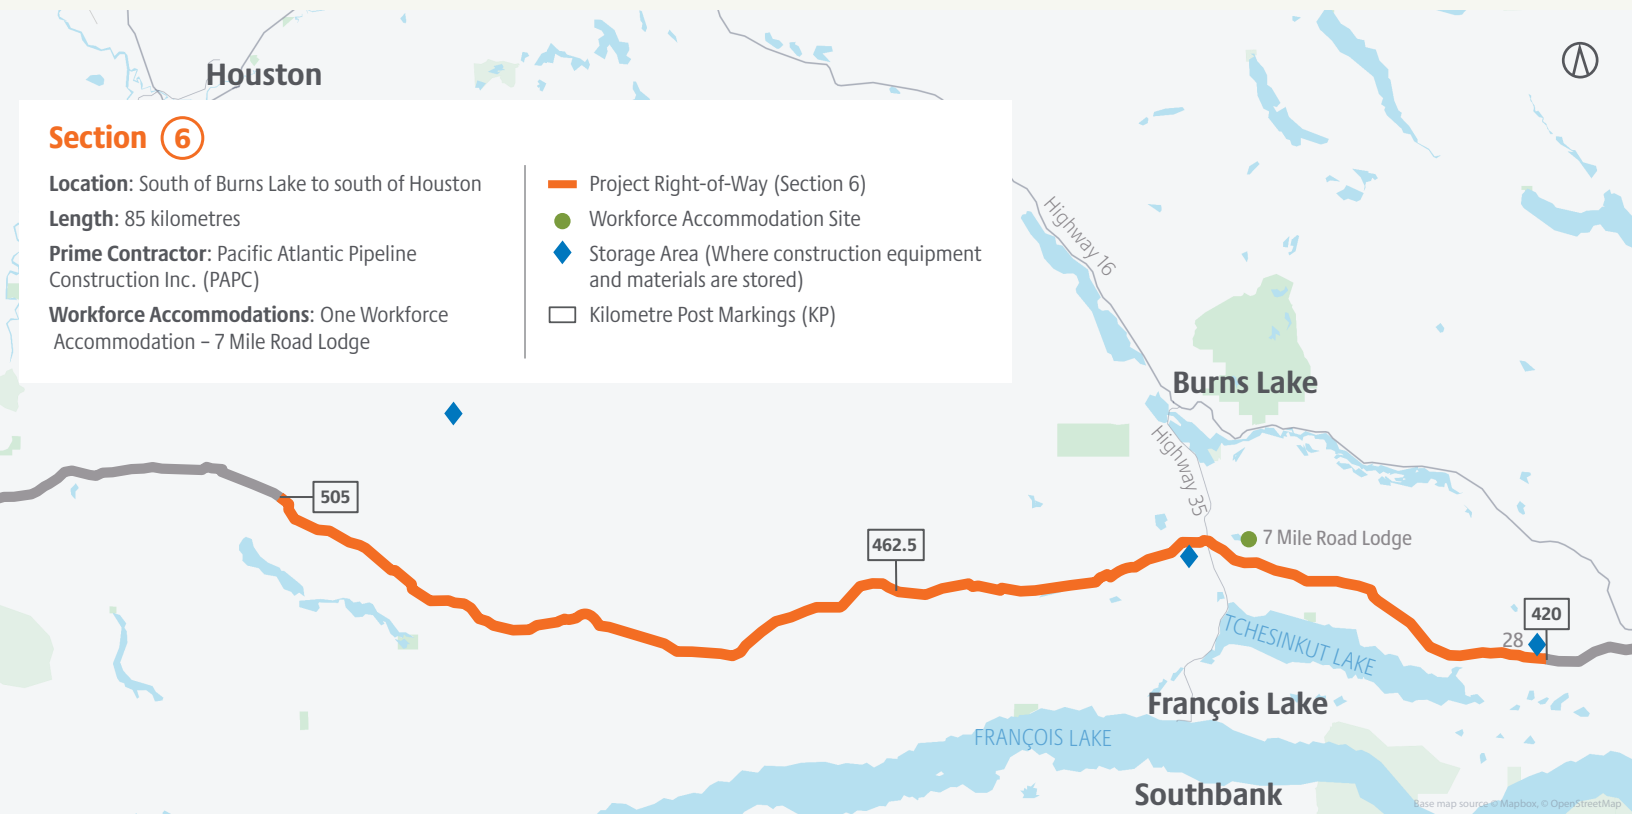 Houston
Section 6
Location: South of Burns Lake to south of Houston
Length: 85 kilometres
Prime Contractor: Pacific Atlantic Pipeline
Construction Inc. (PAPC)
Workforce Accommodations: One Workforce
Accommodation – 7 Mile Road Lodge
Project Right-of-Way (Section 6)
Workforce Accommodation Site
Storage Area (Where construction equipment
and materials are stored)
Kilometre Post Markings (KP)
Highway 16
Burns Lake
Highway 35
505
462.5
7 Mile Road Lodge
420
28
TCHESINKUT LAKE
François Lake
FRANÇOIS LAKE
Southbank
Base map source © Mapbox, © OpenStreetMap